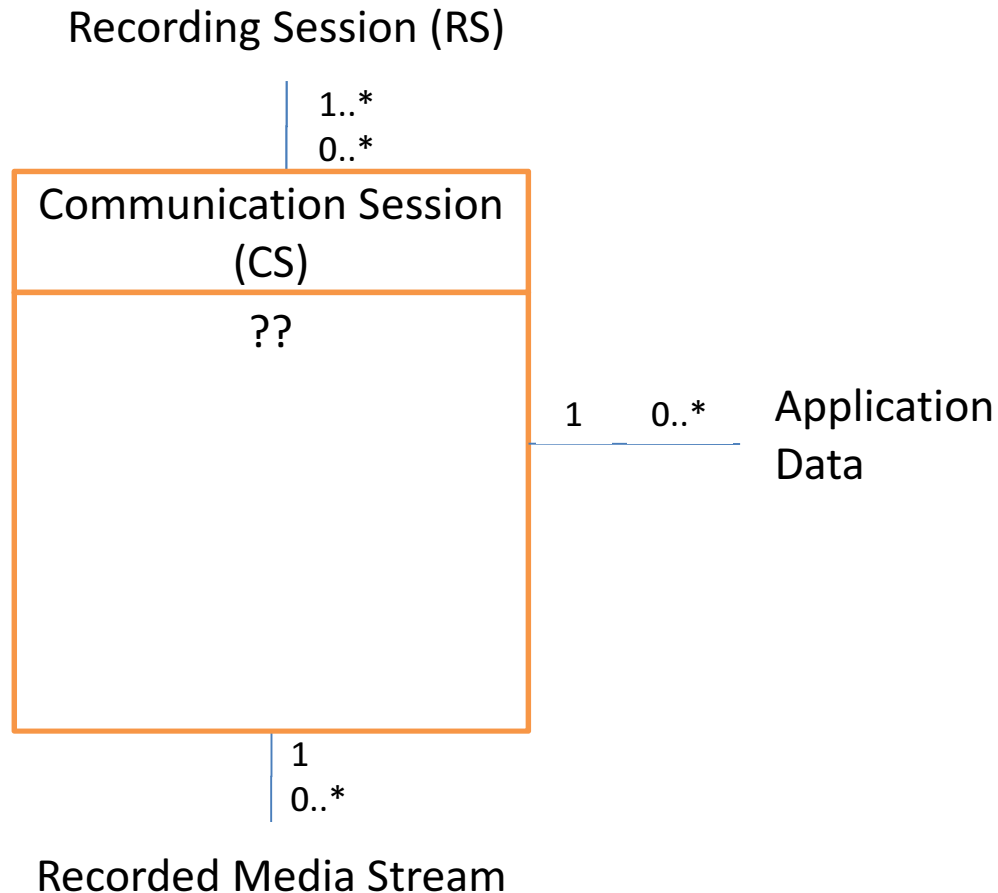 Recording Session (RS)
1..*
0..*
Communication Session
(CS)
??
1 0..* Application
Data
1
0..*
Recorded Media Stream